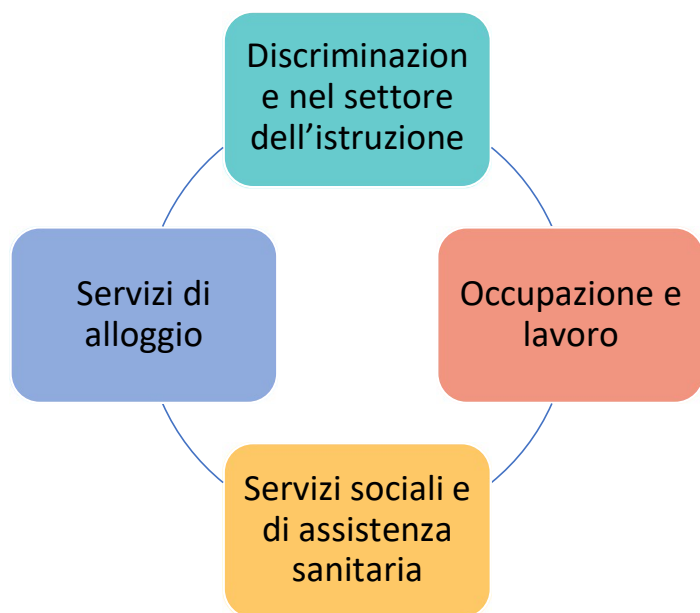 Discriminazion
e nel settore
dell’istruzione
Servizi di
alloggio
Occupazione e
lavoro
Servizi sociali e
di assistenza
sanitaria